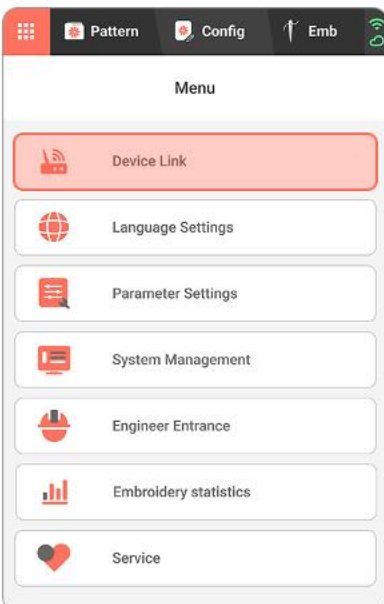 Pattern Config Emb
Menu
Device Link
Language Settings
Parameter Settings
System Management
Engineer Entrance
Embroidery statistics
Service